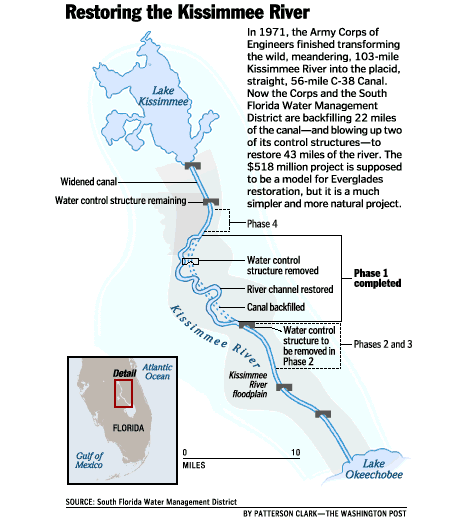 Restoring the Kissimmee River
In 1971, the Army Corps of
Engineers finished transforming
the wild, meandering, 103-mile
Kissimmee River into the placid,
straight, 56-mile C-38 Canal.
Now the Corps and the South
Florida Water Management
District are backfilling 22 miles
of the canal—and blowing up two
of its control structures—to
restore 43 miles of the river. The
$518 million project is supposed
to be a model for Everglades
restoration, but it is a much
simpler and more natural project.
Lake
Kissimmee
Widened canal
Water control structure remaining
Phase 4
Water control
structure removed
Phase 1
completed
River channel restored
Canal backfilled
Kissimmee River
Water control
structure to
be removed in
Phase 2
Phases 2 and 3
Kissimmee
River
floodplain
Detail
Atlantic
Ocean
FLORIDA
Gulf of
Mexico
0 10
MILES
Lake
Okeechobee
SOURCE: South Florida Water Management District
BY PATTERSON CLARK—THE WASHINGTON POST